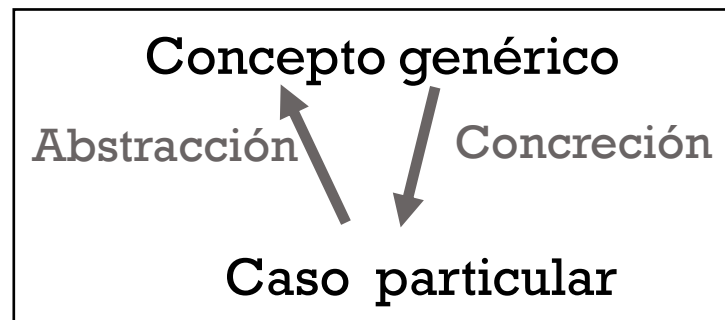 Concepto genérico
Abstracción
Concreción
Caso particular